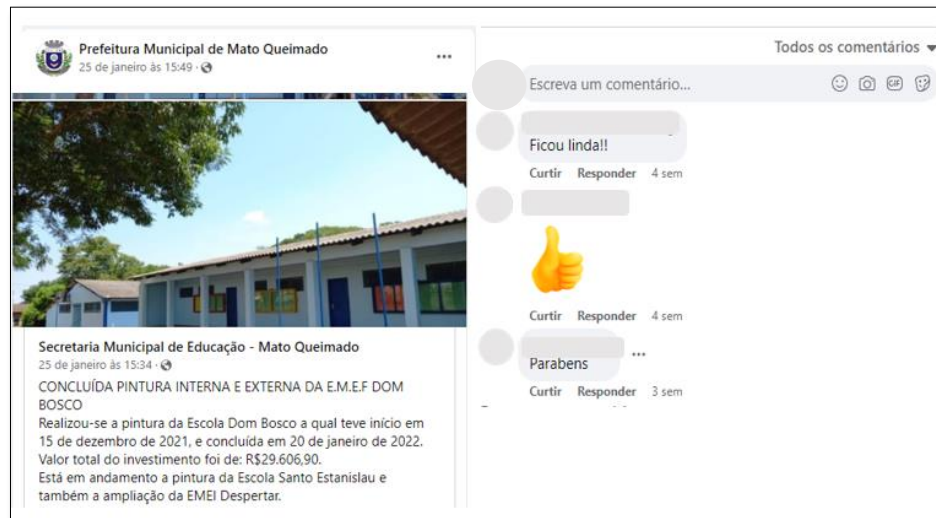 Prefeitura Municipal de Mato Queimado
25 de janeiro às 15:49 ·
Secretaria Municipal de Educação - Mato Queimado
25 de janeiro às 15:34 ·
CONCLUÍDA PINTURA INTERNA E EXTERNA DA E.M.E.F DOM
BOSCO
Realizou-se a pintura da Escola Dom Bosco a qual teve início em
15 de dezembro de 2021, e concluída em 20 de janeiro de 2022.
Valor total do investimento foi de: R$29.606,90.
Está em andamento a pintura da Escola Santo Estanislau e
também a ampliação da EMEI Despertar.
Todos os comentários
Escreva um comentário...
GIF
Ficou linda!!
Curtir Responder 4 sem
Curtir Responder 4 sem
Parabens
Curtir Responder 3 sem